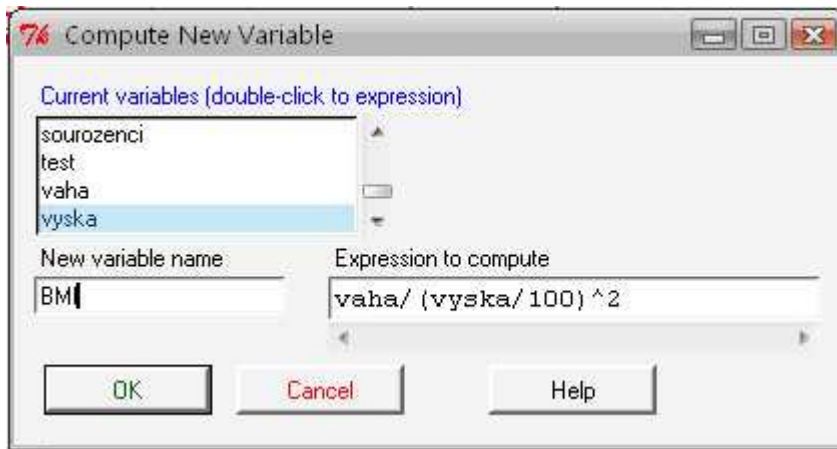 Compute New Variable
Current variables (double-click to expression)
sourozenci
test
vaha
vyska
New variable name
Expression to compute
BMI
vaha/(vyska/100)^2
OK
Cancel
Help